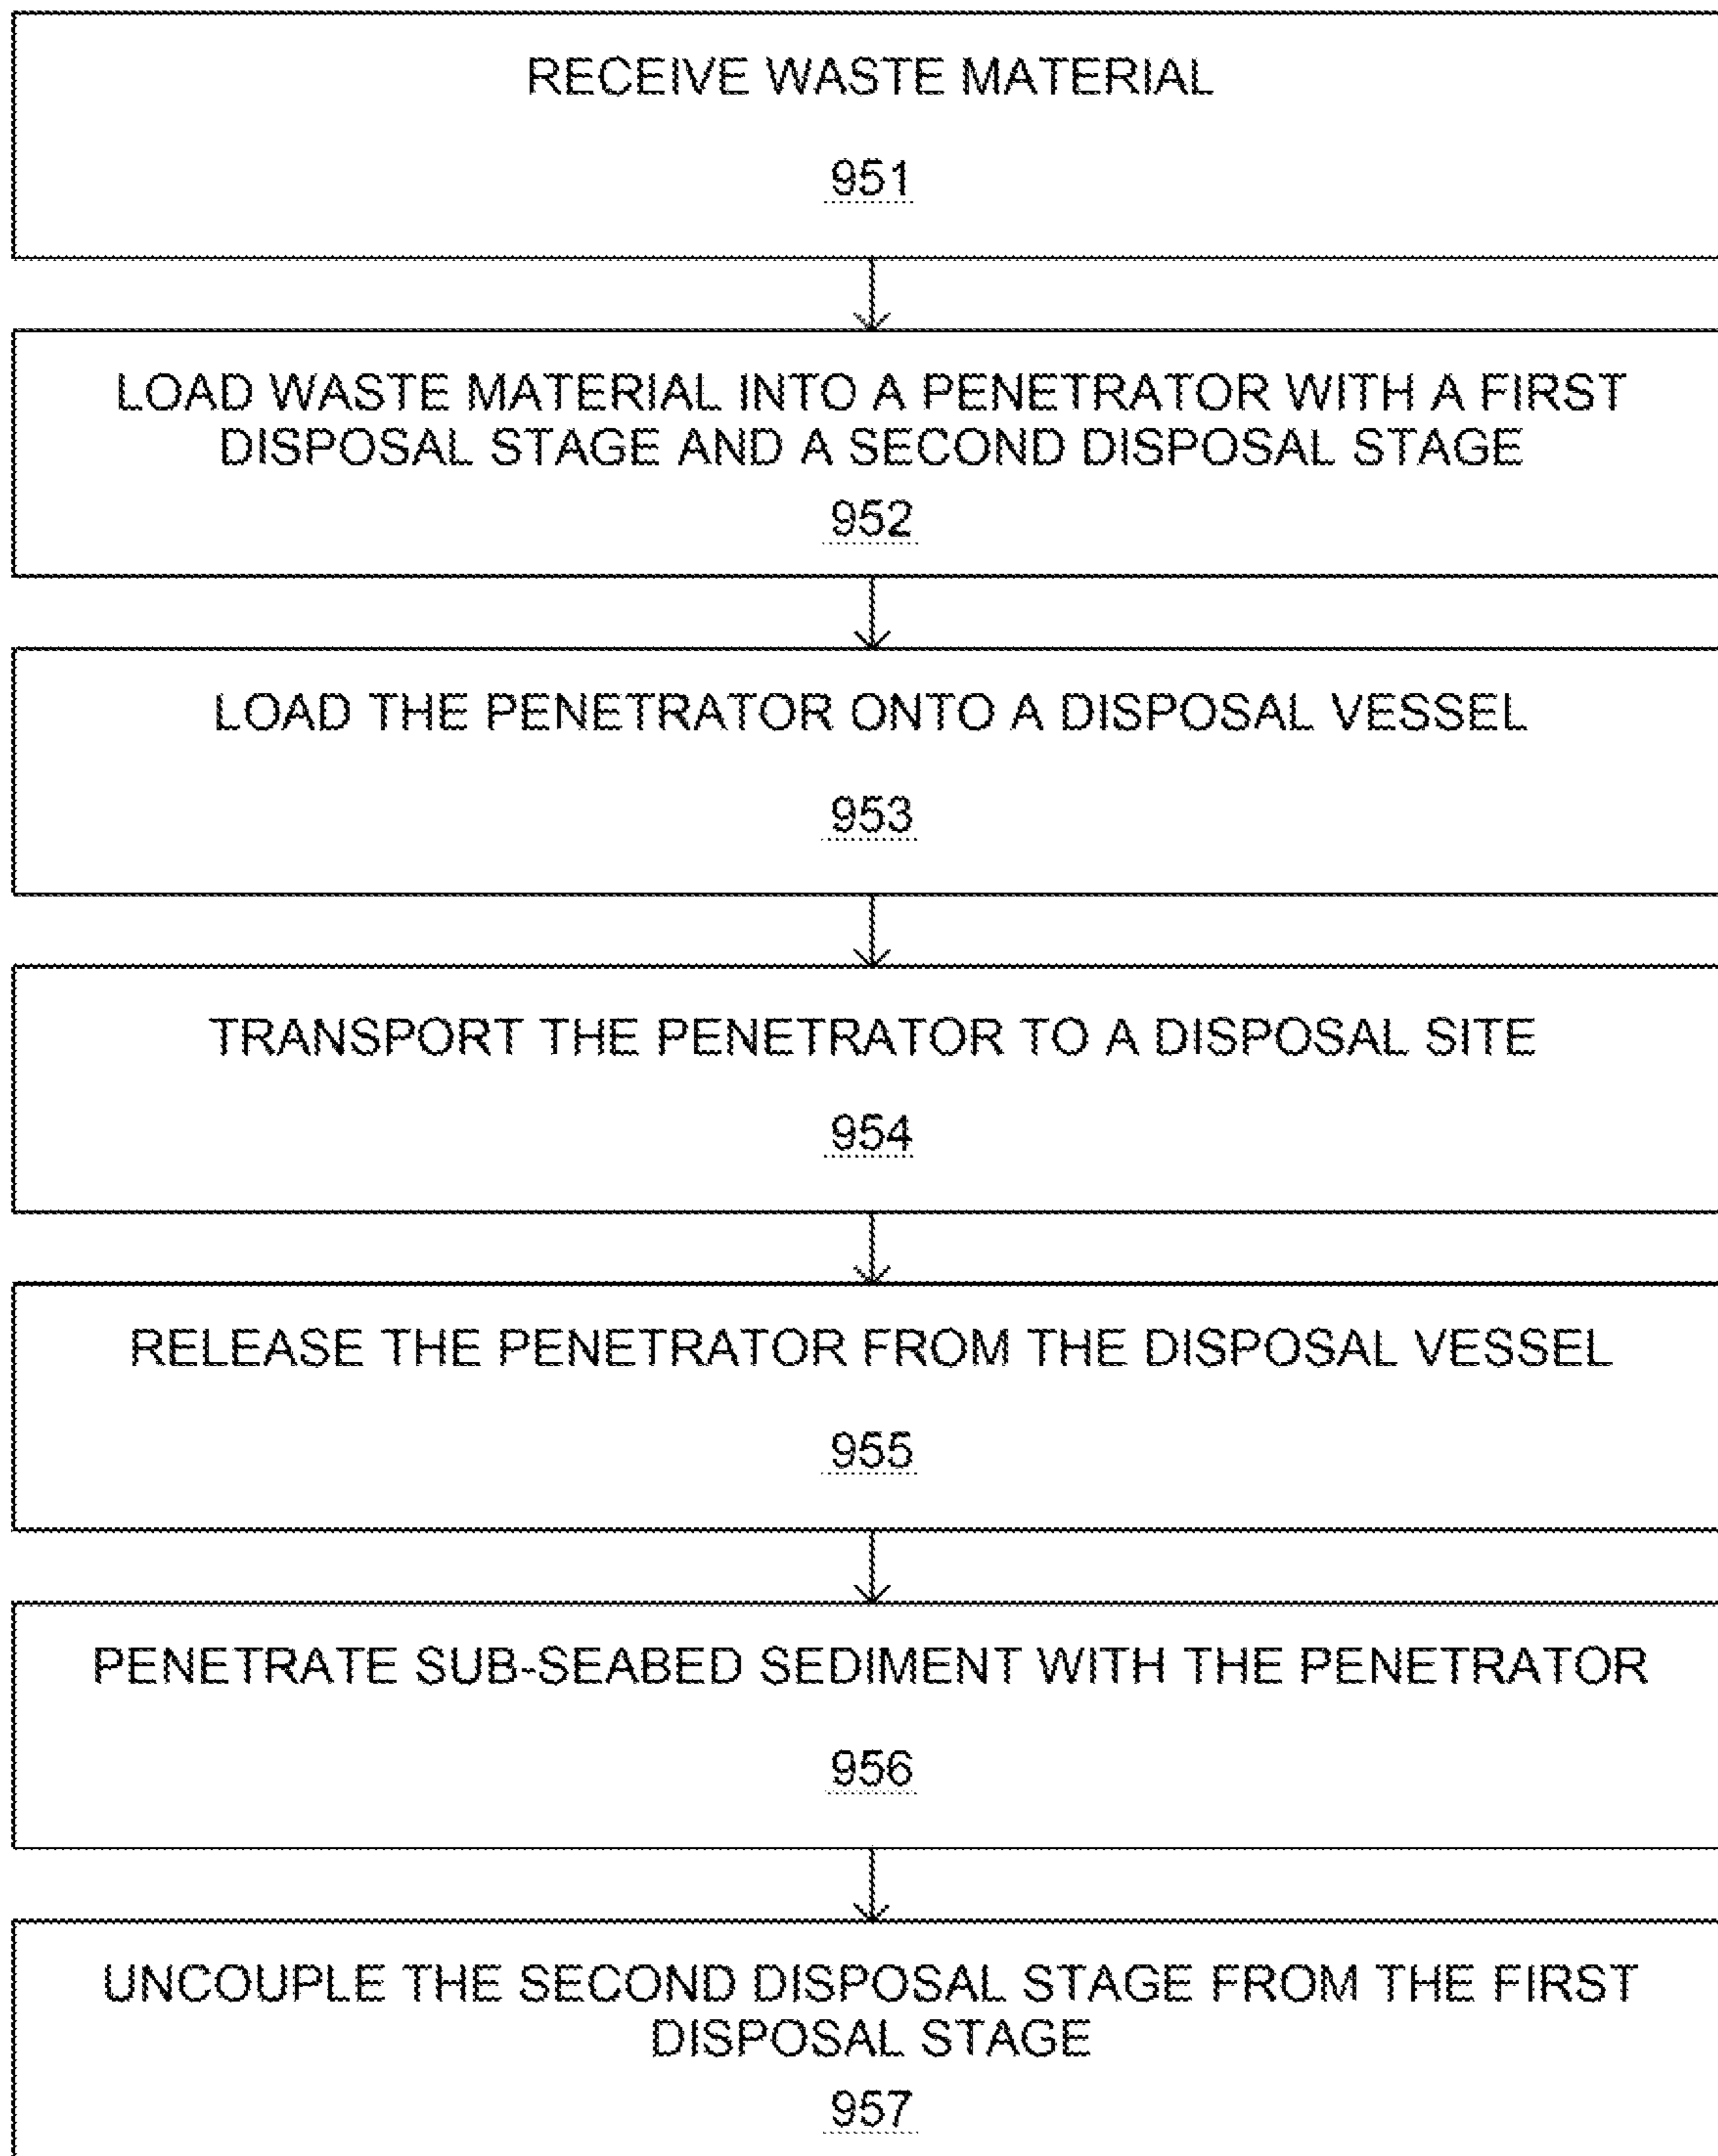 RECEIVE WASTE MATERIAL
951
LOAD WASTE MATERIAL INTO A PENETRATOR WITH A FIRST
DISPOSAL STAGE AND A SECOND DISPOSAL STAGE
952
LOAD THE PENETRATOR ONTO A DISPOSAL VESSEL
953
TRANSPORT THE PENETRATOR TO A DISPOSAL SITE
954
RELEASE THE PENETRATOR FROM THE DISPOSAL VESSEL
955
PENETRATE SUB-SEABED SEDIMENT WITH THE PENETRATOR
956
UNCOUPLE THE SECOND DISPOSAL STAGE FROM THE FIRST
DISPOSAL STAGE
957